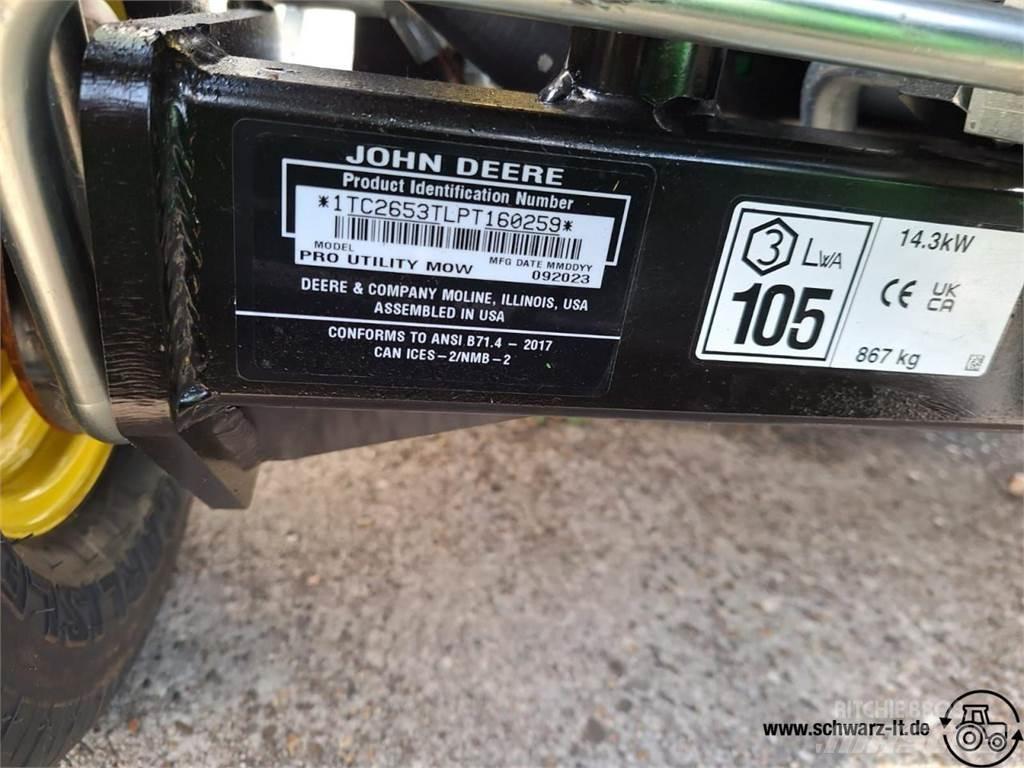 JOHN DEERE
Product Identification Number
*1TC2653TLPT160259*
MODEL
PRO UTILITY MOW
MFG DATE MMDDYY
092023
DEERE & COMPANY MOLINE, ILLINOIS, USA
ASSEMBLED IN USA
CONFORMS TO ANSI B71.4 - 2017
CAN ICES-2/NMB-2
3 LWA
105
14.3kW
CE UK CA
867 kg
RITCHIE BROS
www.schwarz-lt.de